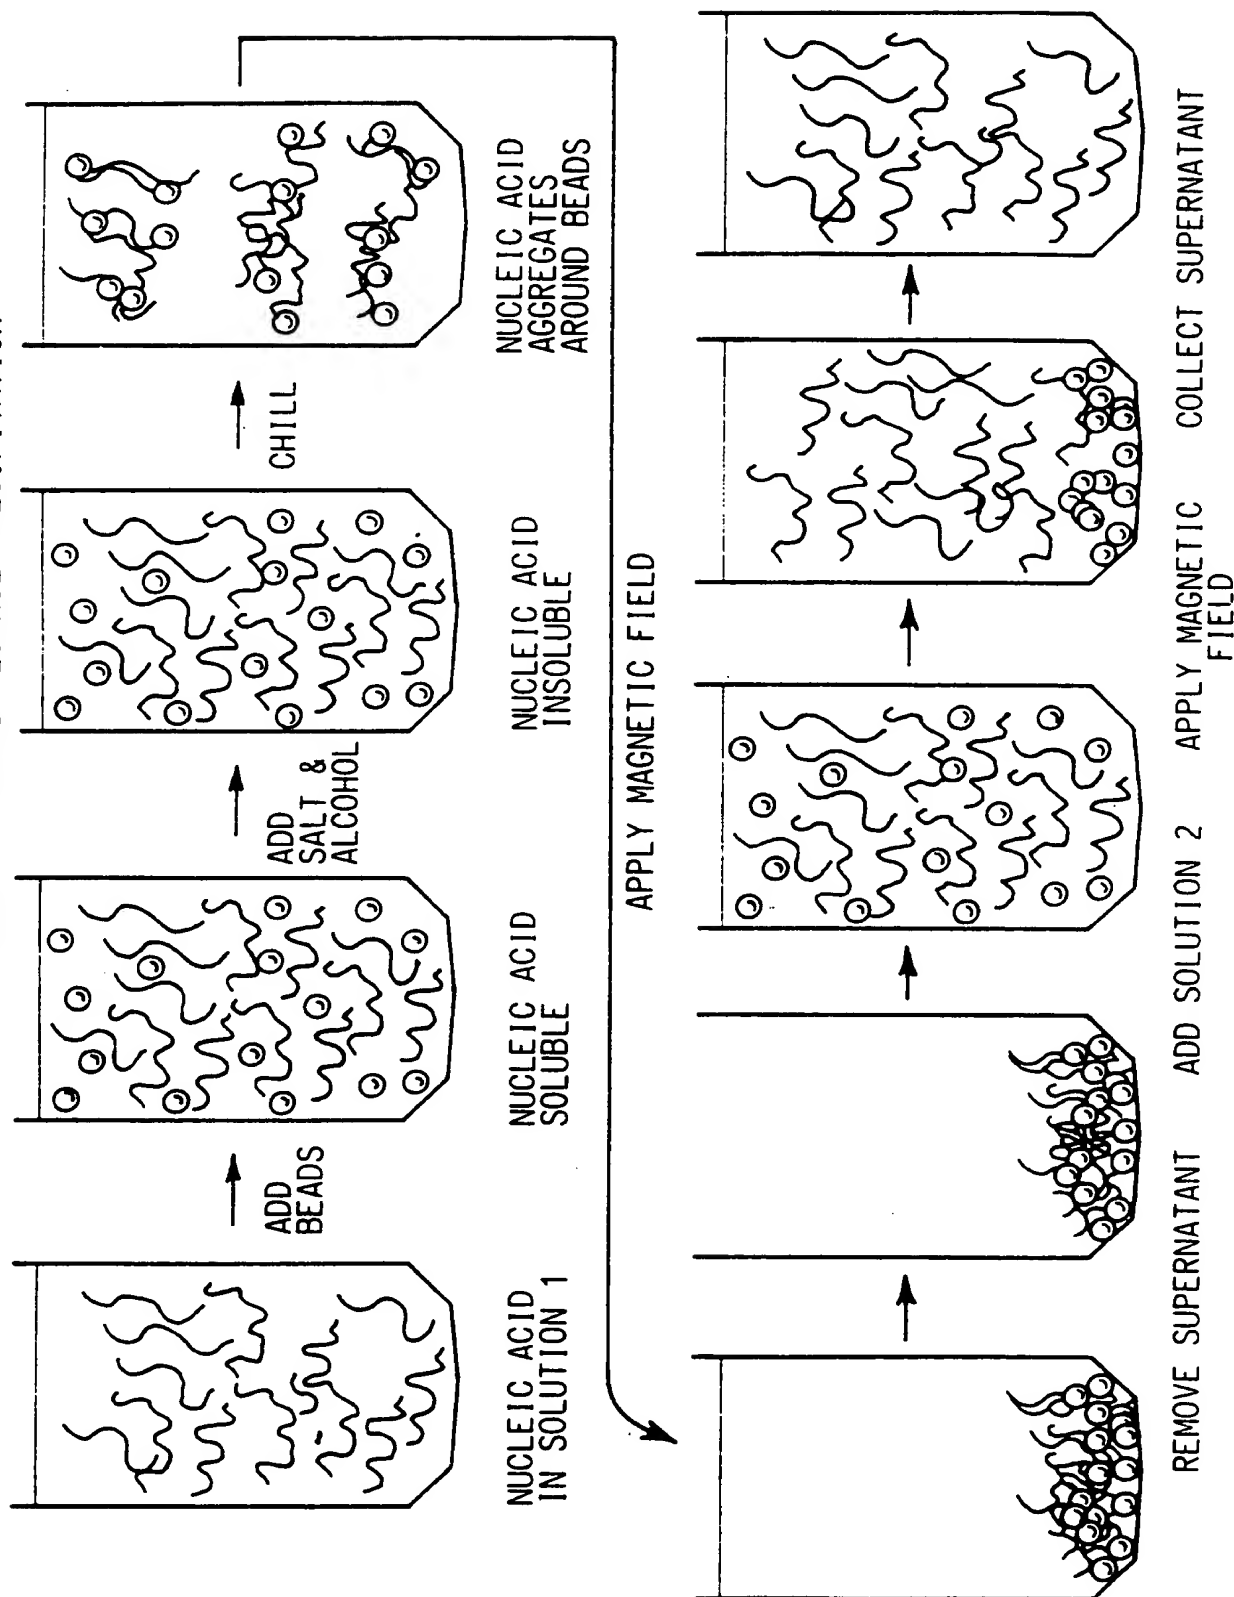 NUCLEIC ACID
IN SOLUTION 1
ADD
BEADS
NUCLEIC ACID
SOLUBLE
ADD
SALT &
ALCOHOL
NUCLEIC ACID
INSOLUBLE
CHILL
NUCLEIC ACID
AGGREGATES
AROUND BEADS
APPLY MAGNETIC FIELD
REMOVE SUPERNATANT
ADD SOLUTION 2
APPLY MAGNETIC
FIELD
COLLECT SUPERNATANT